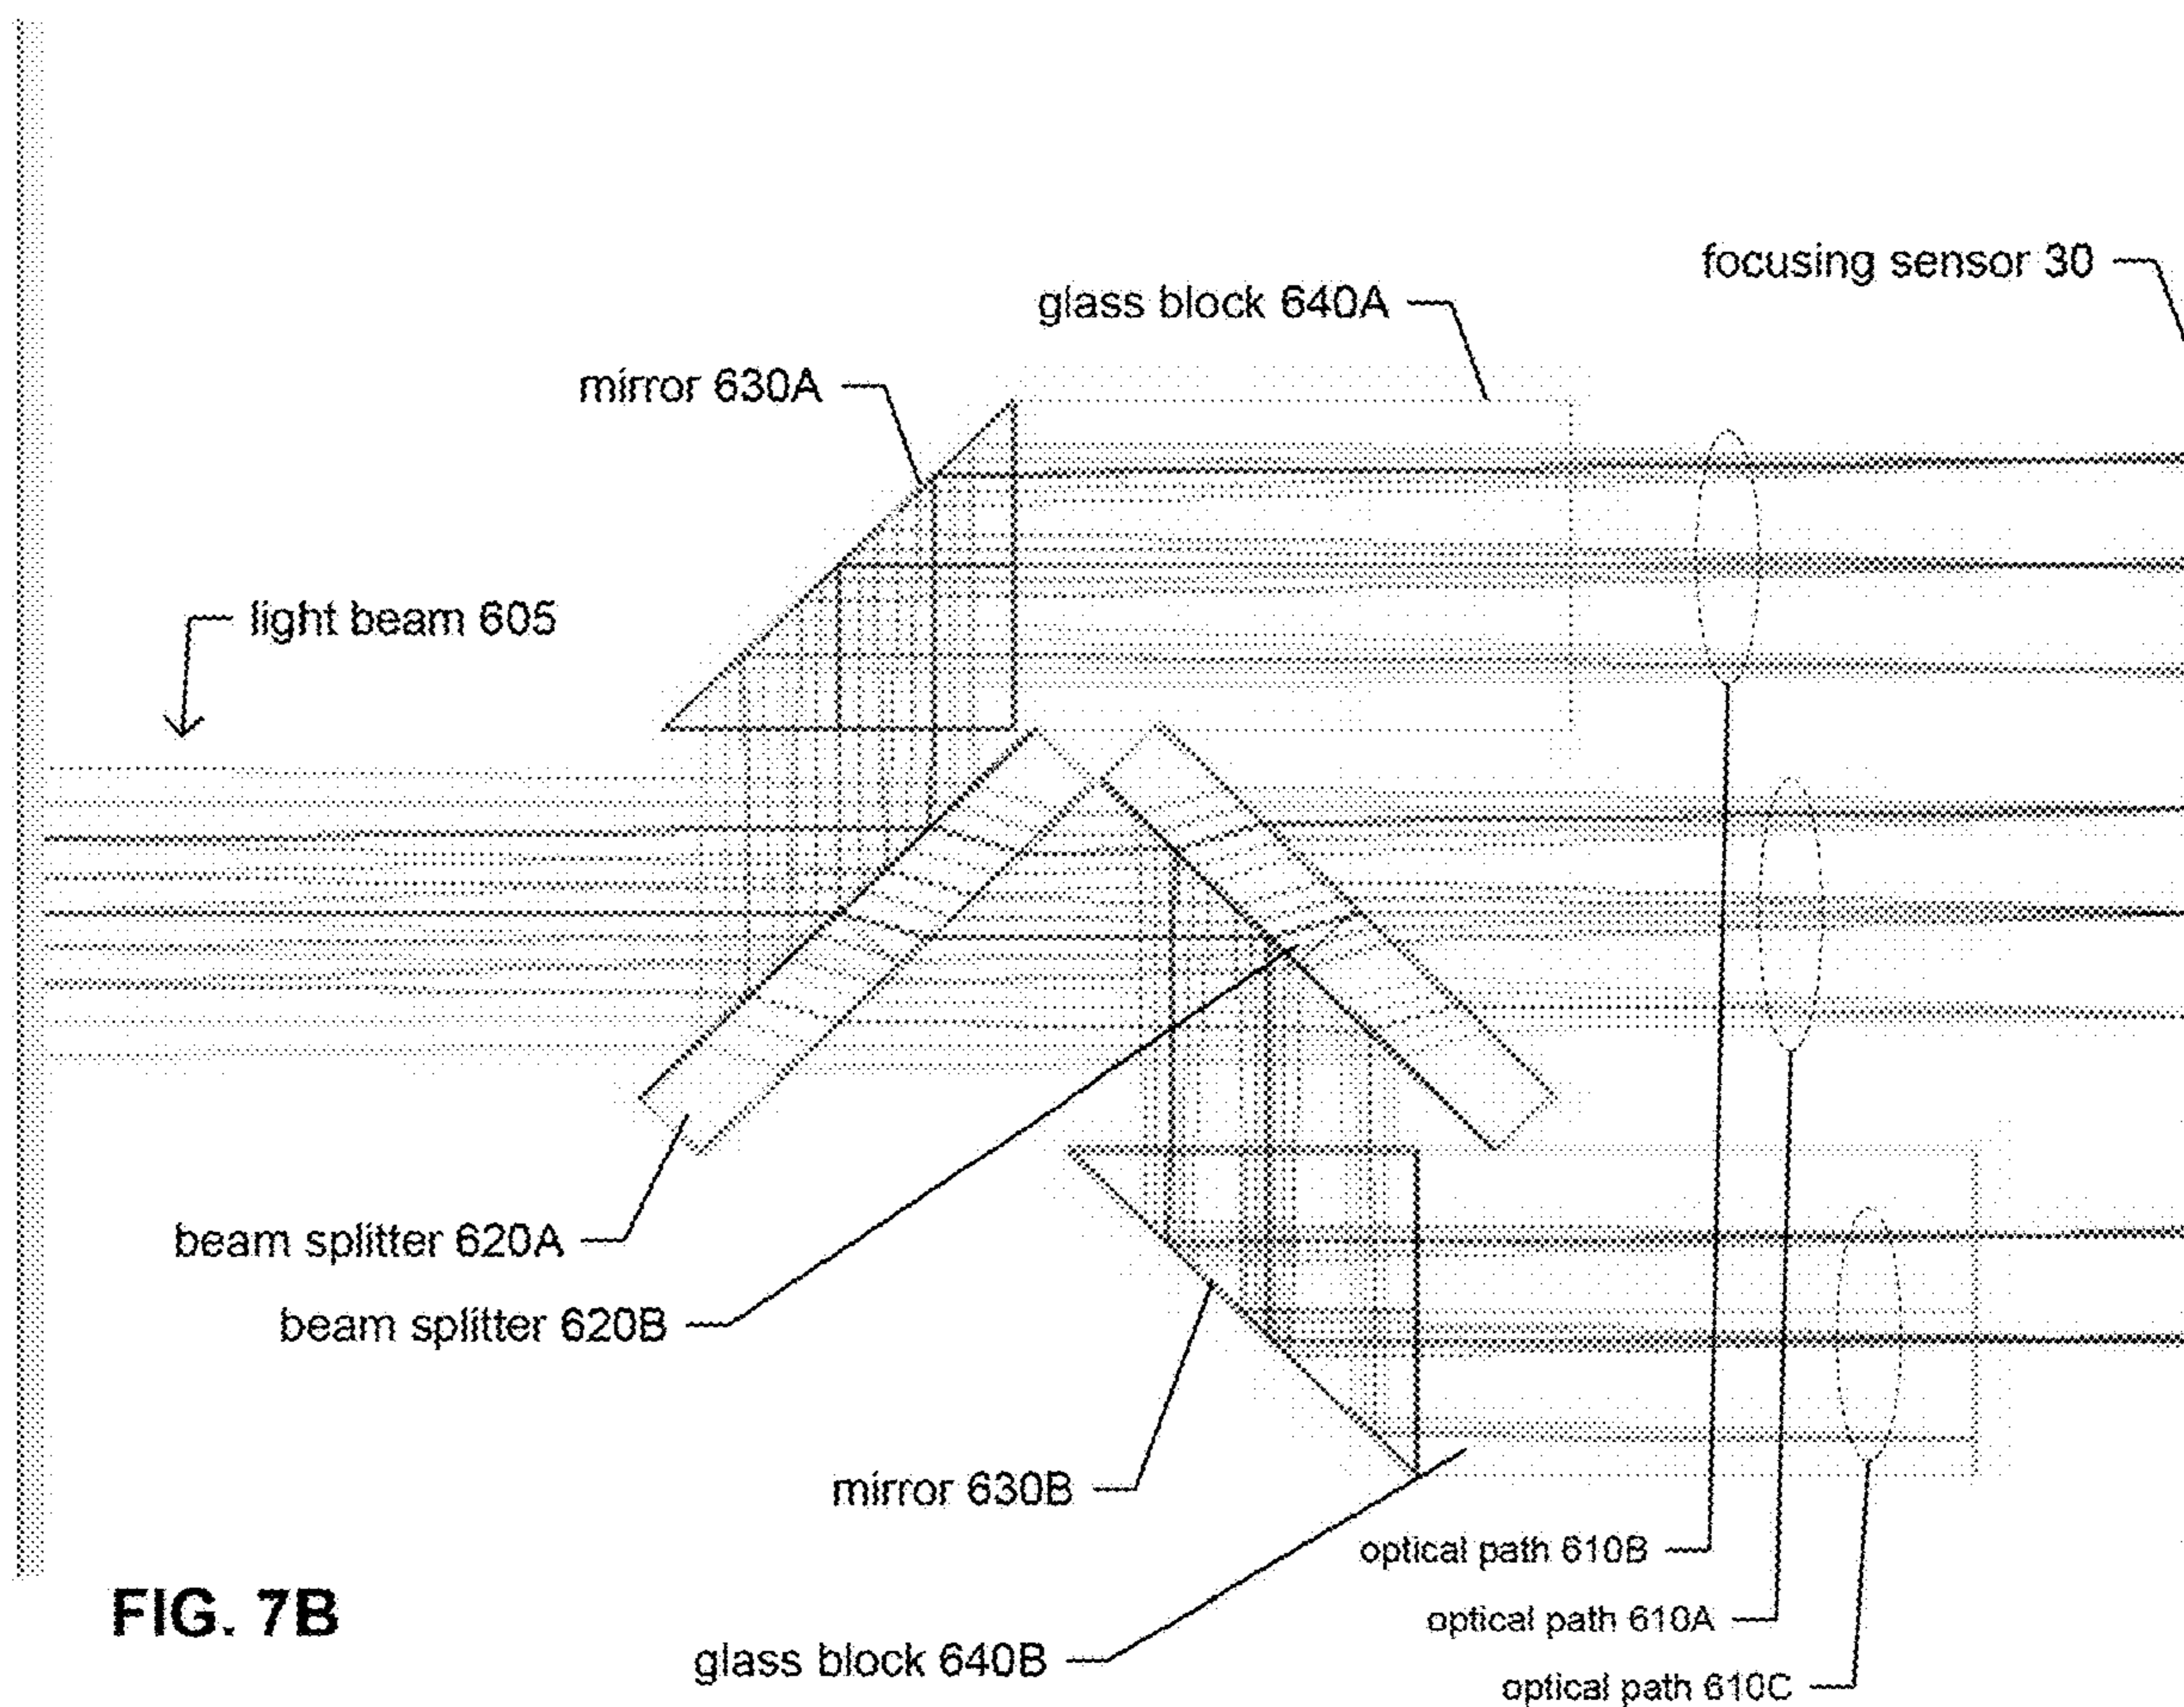 focusing sensor 30
glass block 640A
mirror 630A
light beam 605
beam splitter 620A
beam splitter 620B
mirror 630B
optical path 610B
FIG. 7B
optical path 610A
glass block 640B
optical path 610C